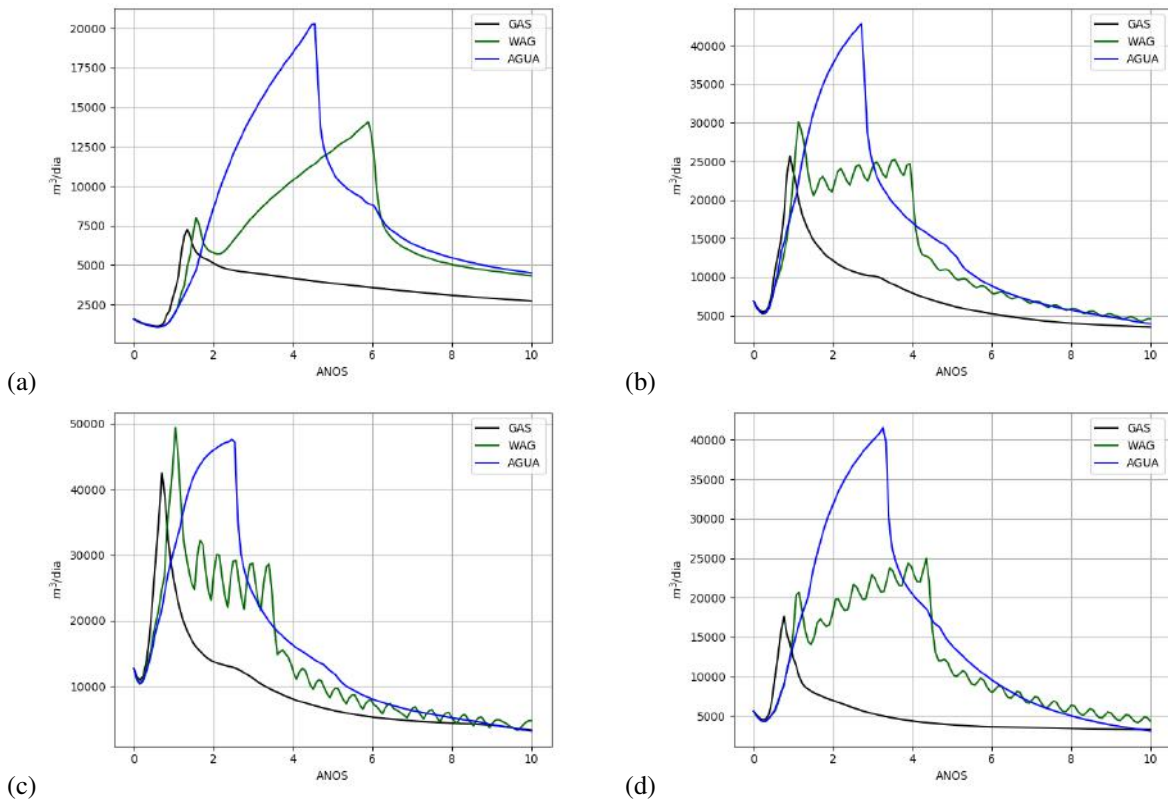 20000
17500
15000
12500
10000
7500
5000
2500
m³/dia
0 2 4 6 8 10
ANOS
GAS
WAG
AGUA
(a)
40000
35000
30000
25000
20000
15000
10000
5000
m³/dia
0 2 4 6 8 10
ANOS
GAS
WAG
AGUA
(b)
50000
40000
30000
20000
10000
m³/dia
0 2 4 6 8 10
ANOS
GAS
WAG
AGUA
(c)
40000
35000
30000
25000
20000
15000
10000
5000
m³/dia
0 2 4 6 8 10
ANOS
GAS
WAG
AGUA
(d)